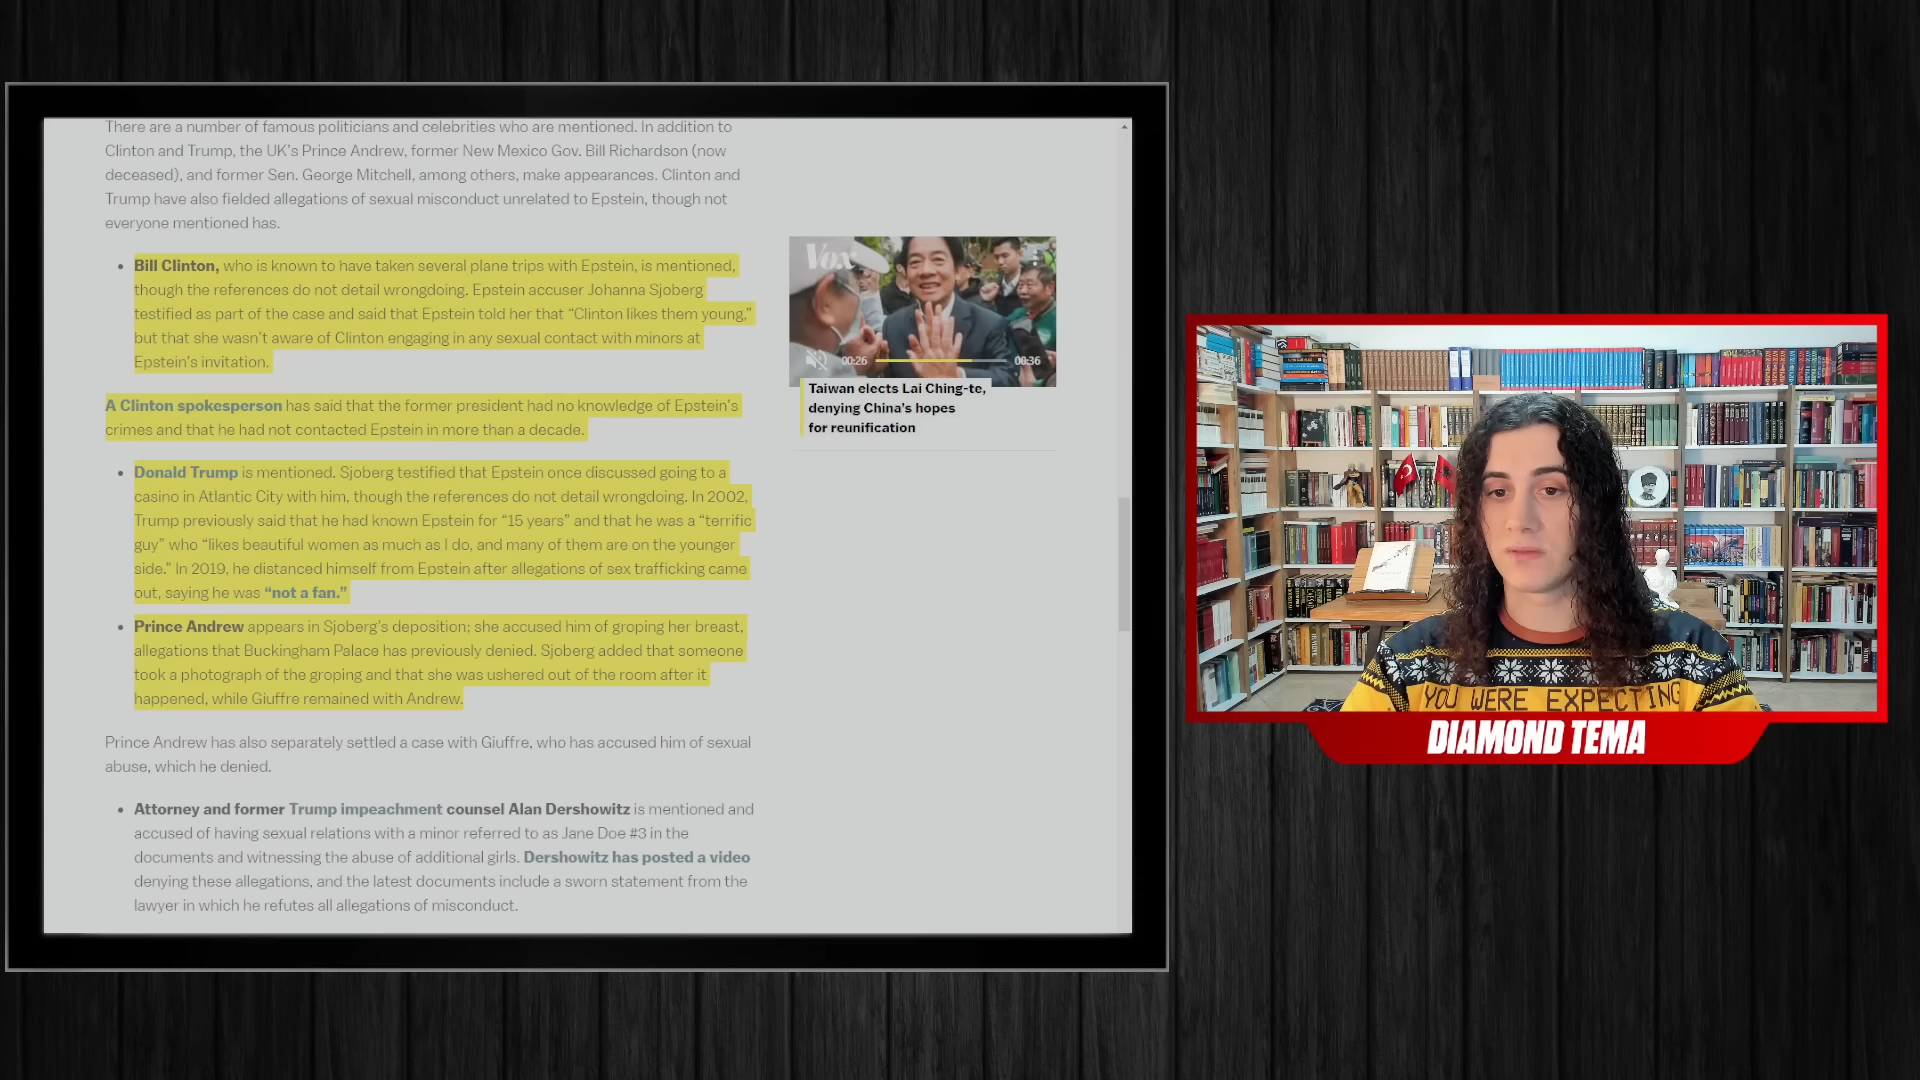 There are a number of famous politicians and celebrities who are mentioned. In addition to
Clinton and Trump, the UK's Prince Andrew, former New Mexico Gov. Bill Richardson (now
deceased), and former Sen. George Mitchell, among others, make appearances. Clinton and
Trump have also fielded allegations of sexual misconduct unrelated to Epstein, though not
everyone mentioned has.
Bill Clinton, who is known to have taken several plane trips with Epstein, is mentioned,
though the references do not detail wrongdoing. Epstein accuser Johanna Sjoberg
testified as part of the case and said that Epstein told her that “Clinton likes them young,”
but that she wasn't aware of Clinton engaging in any sexual contact with minors at
Epstein's invitation.
A Clinton spokesperson has said that the former president had no knowledge of Epstein's
crimes and that he had not contacted Epstein in more than a decade.
Donald Trump is mentioned. Sjoberg testified that Epstein once discussed going to a
casino in Atlantic City with him, though the references do not detail wrongdoing. In 2002,
Trump previously said that he had known Epstein for “15 years” and that he was a “terrific
guy” who “likes beautiful women as much as I do, and many of them are on the younger
side.” In 2019, he distanced himself from Epstein after allegations of sex trafficking came
out, saying he was “not a fan.”
Prince Andrew appears in Sjoberg's deposition; she accused him of groping her breast,
allegations that Buckingham Palace has previously denied. Sjoberg added that someone
took a photograph of the groping and that she was ushered out of the room after it
happened, while Giuffre remained with Andrew.
Prince Andrew has also separately settled a case with Giuffre, who has accused him of sexual
abuse, which he denied.
Attorney and former Trump impeachment counsel Alan Dershowitz is mentioned and
accused of having sexual relations with a minor referred to as Jane Doe #3 in the
documents and witnessing the abuse of additional girls. Dershowitz has posted a video
denying these allegations, and the latest documents include a sworn statement from the
lawyer in which he refutes all allegations of misconduct.
Vox
00:26
00:36
Taiwan elects Lai Ching-te,
denying China's hopes
for reunification
YOU WERE EXPECTING
DIAMOND TEMA